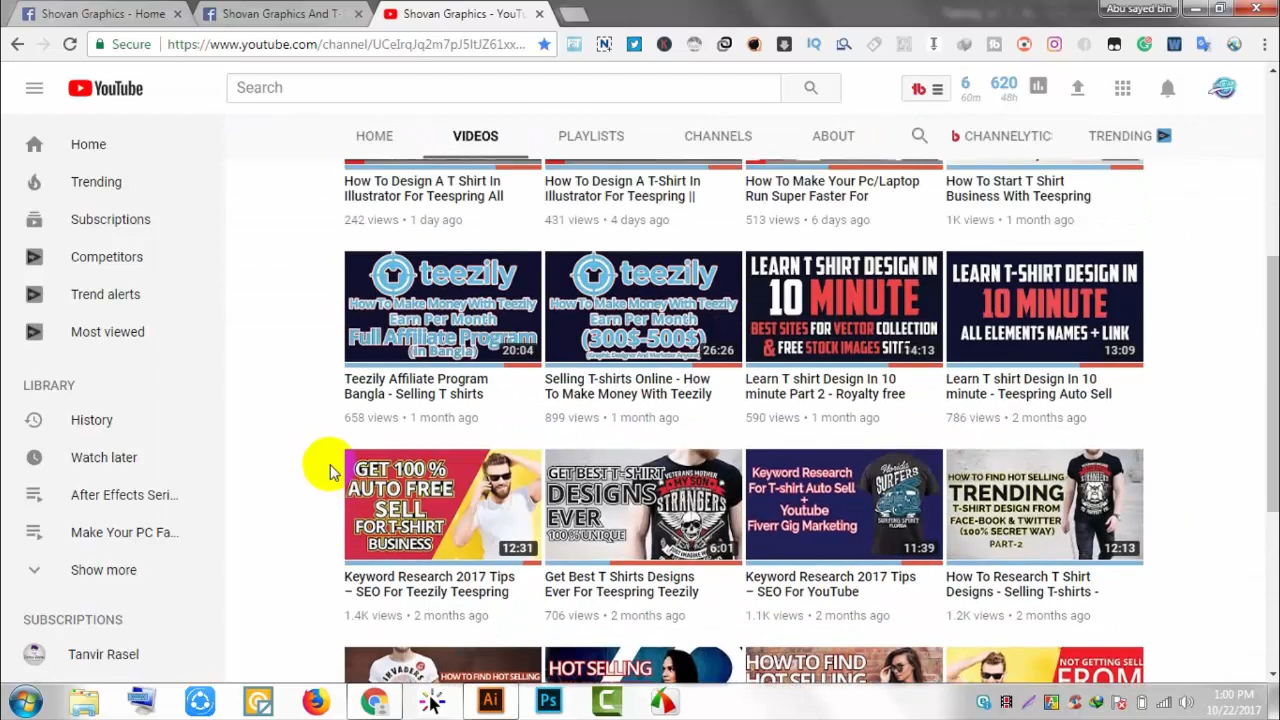 Shovan Graphics - Home
Shovan Graphics And T
Shovan Graphics - YouTu
Abu sayed bin
Secure
https://www.youtube.com/channel/
YouTube
Search
6
60m
620
48h
HOME
VIDEOS
PLAYLISTS
CHANNELS
ABOUT
CHANNELYTIC
TRENDING
Home
Trending
Subscriptions
Competitors
Trend alerts
Most viewed
LIBRARY
History
Watch later
After Effects Seri...
Make Your PC Fa...
Show more
SUBSCRIPTIONS
Tanvir Rasel
How To Design A T Shirt In
Illustrator For Teespring All
242 views • 1 day ago
How To Design A T-Shirt In
Illustrator For Teespring ||
431 views • 4 days ago
How To Make Your Pc/Laptop
Run Super Faster For
513 views • 6 days ago
How To Start T Shirt
Business With Teespring
1K views • 1 month ago
teezily
How To Make Money With Teezily
Earn Per Month
Full Affiliate Program
(In Bangla)
20:04
Teezily Affiliate Program
Bangla - Selling T shirts
658 views • 1 month ago
teezily
How To Make Money With Teezily
Earn Per Month
(300$-500$)
26:26
Selling T-shirts Online - How
To Make Money With Teezily
899 views • 1 month ago
LEARN T SHIRT DESIGN IN
10 MINUTE
BEST SITES FOR VECTOR COLLECTION
& FREE STOCK IMAGES
14:13
Learn T shirt Design In 10
minute Part 2 - Royalty free
590 views • 1 month ago
LEARN T-SHIRT DESIGN IN
10 MINUTE
ALL ELEMENTS NAMES + LINK
13:09
Learn T shirt Design In 10
minute - Teespring Auto Sell
786 views • 2 months ago
GET 100 %
AUTO FREE
SELL
FOR T-SHIRT
BUSINESS
12:31
Keyword Research 2017 Tips
– SEO For Teezily Teespring
1.4K views • 2 months ago
GET BEST T-SHIRT
DESIGNS
EVER
100% UNIQUE
VETERANS MOTHER
MY SON
STRANGERS
6:01
Get Best T Shirts Designs
Ever For Teespring Teezily
706 views • 2 months ago
Keyword Research
For T-shirt Auto Sell
+
Youtube
Fiverr Gig Marketing
Florida
SURFERS
11:39
Keyword Research 2017 Tips
– SEO For YouTube
1.1K views • 2 months ago
HOW TO FIND HOT SELLING
TRENDING
T-SHIRT DESIGN FROM
FACE-BOOK & TWITTER
(100% SECRET WAY)
PART-2
12:13
How To Research T Shirt
Designs - Selling T-shirts -
1.2K views • 2 months ago
HOW TO FIND HOT SELLING
HOT SELLING
HOW TO FIND
HOT SELLING
NOT GETTING SELL
FROM
Ai
Ps
1:00 PM
10/22/2017